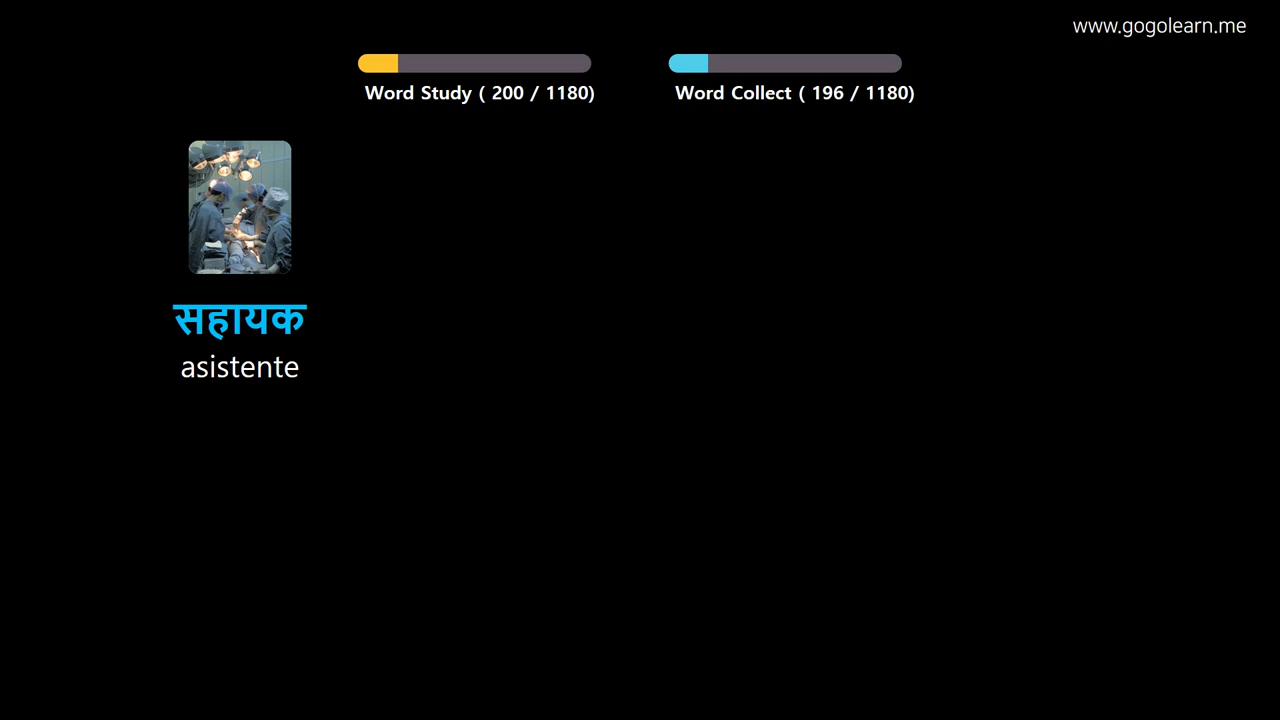 www.gogolearn.me
Word Study ( 200 / 1180)
Word Collect ( 196 / 1180)
सहायक
asistente